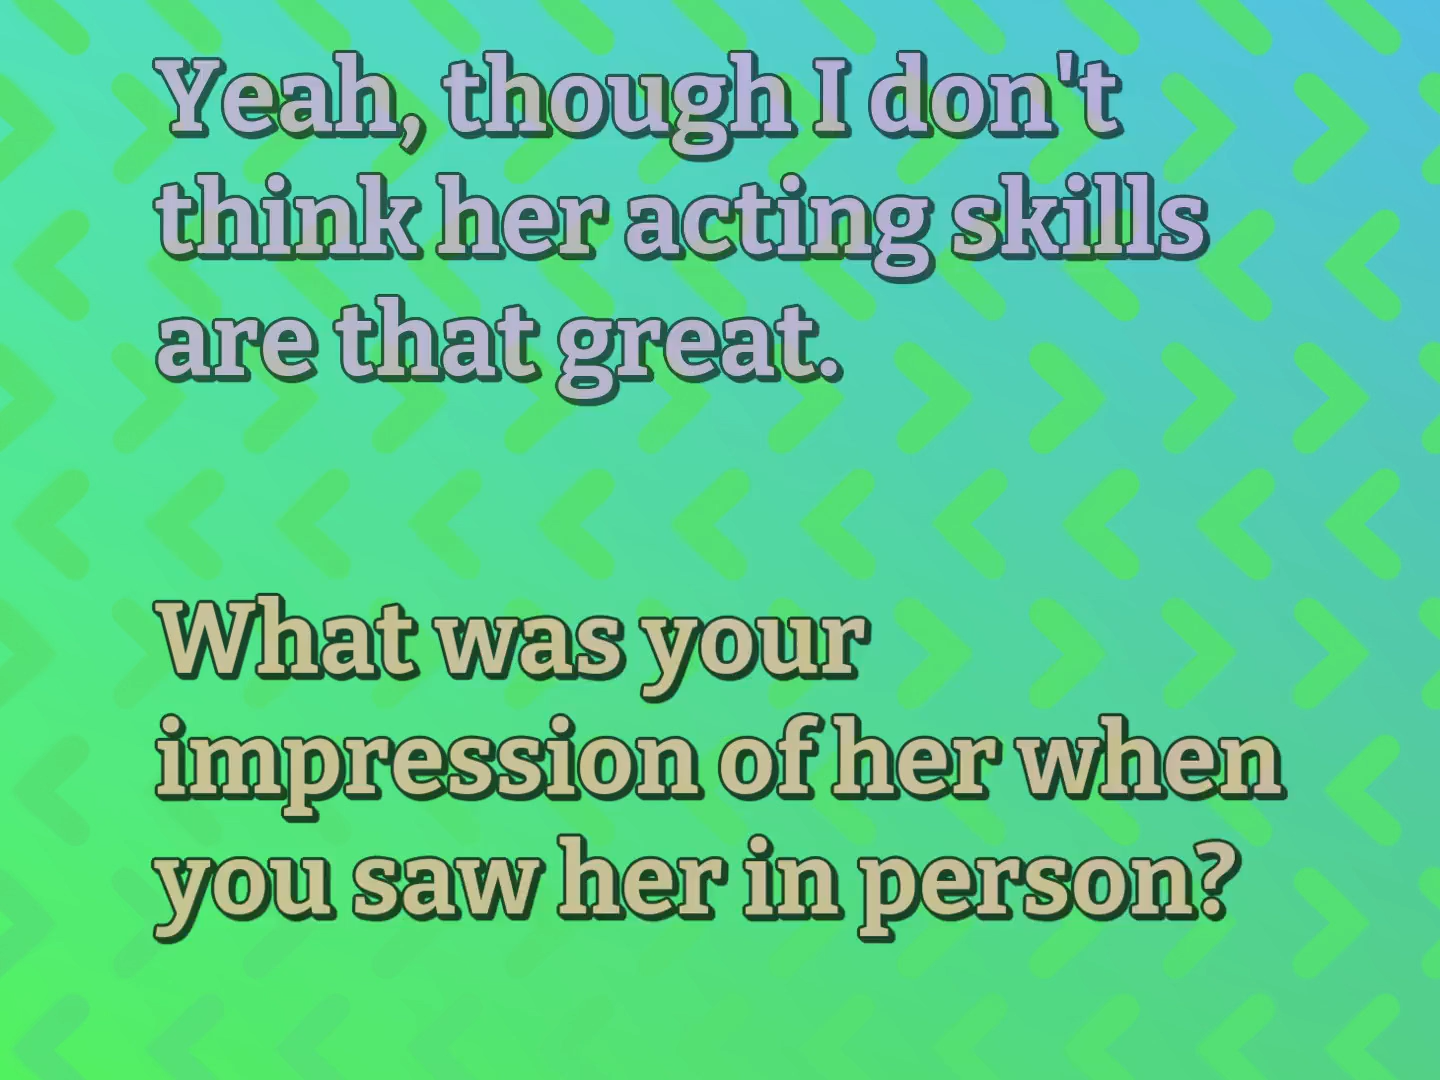 Yeah, though I don't
think her acting skills
are that great.
What was your
impression of her when
you saw her in person?